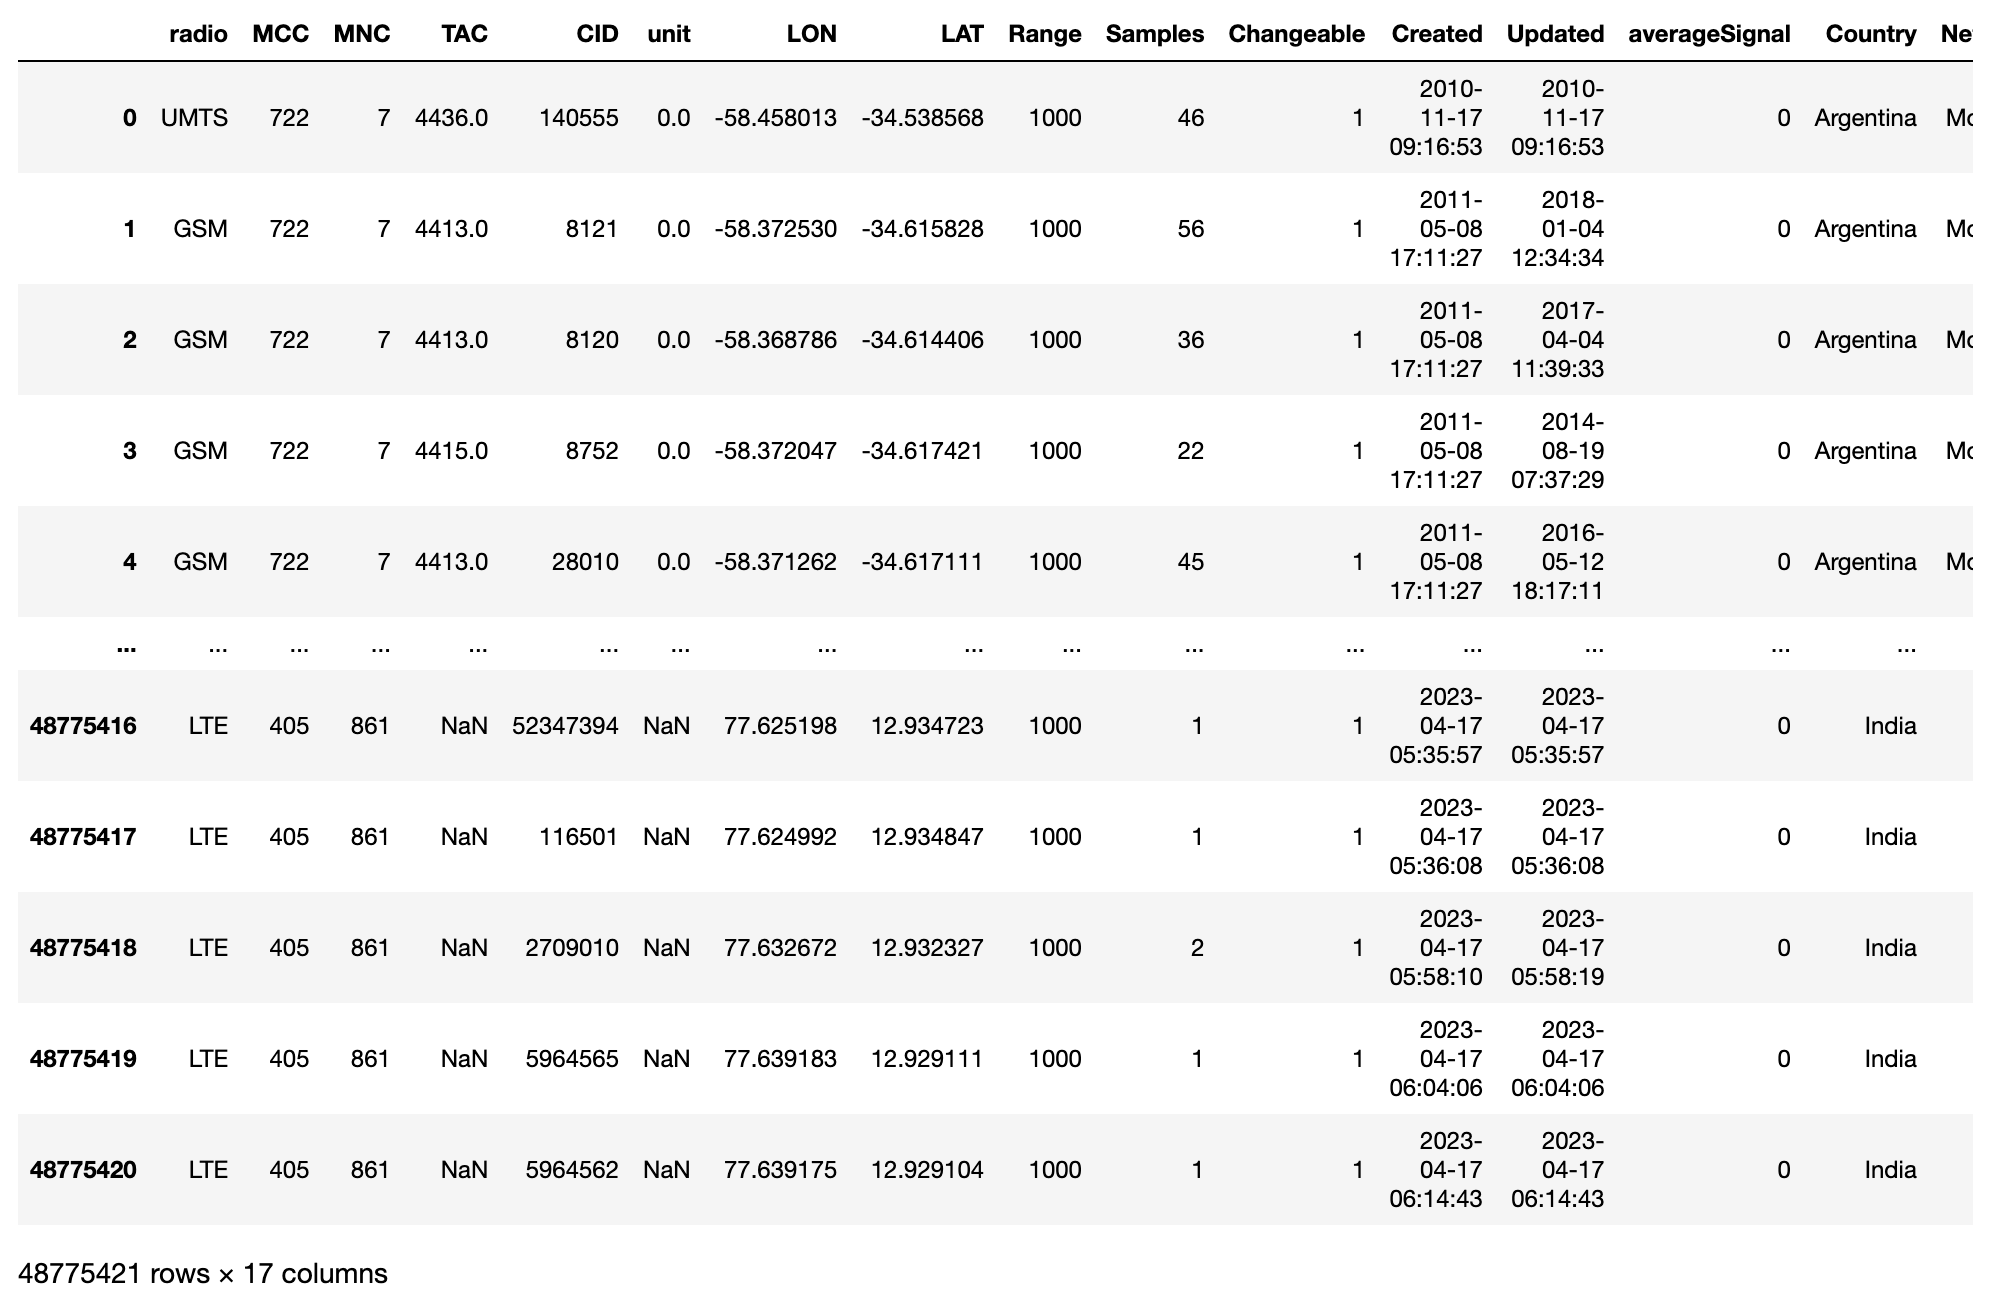 radio MCC MNC TAC CID unit LON LAT Range Samples Changeable Created Updated averageSignal Country Ne
0 UMTS 722 7 4436.0 140555 0.0 -58.458013 -34.538568 1000 46 1 2010-11-17 09:16:53 2010-11-17 09:16:53 0 Argentina Mo
1 GSM 722 7 4413.0 8121 0.0 -58.372530 -34.615828 1000 56 1 2011-05-08 17:11:27 2018-01-04 12:34:34 0 Argentina Mo
2 GSM 722 7 4413.0 8120 0.0 -58.368786 -34.614406 1000 36 1 2011-05-08 17:11:27 2017-04-04 11:39:33 0 Argentina Mo
3 GSM 722 7 4415.0 8752 0.0 -58.372047 -34.617421 1000 22 1 2011-05-08 17:11:27 2014-08-19 07:37:29 0 Argentina Mo
4 GSM 722 7 4413.0 28010 0.0 -58.371262 -34.617111 1000 45 1 2011-05-08 17:11:27 2016-05-12 18:17:11 0 Argentina Mo
... ... ... ... ... ... ... ... ... ... ... ... ... ... ... ...
48775416 LTE 405 861 NaN 52347394 NaN 77.625198 12.934723 1000 1 1 2023-04-17 05:35:57 2023-04-17 05:35:57 0 India
48775417 LTE 405 861 NaN 116501 NaN 77.624992 12.934847 1000 1 1 2023-04-17 05:36:08 2023-04-17 05:36:08 0 India
48775418 LTE 405 861 NaN 2709010 NaN 77.632672 12.932327 1000 2 1 2023-04-17 05:58:10 2023-04-17 05:58:19 0 India
48775419 LTE 405 861 NaN 5964565 NaN 77.639183 12.929111 1000 1 1 2023-04-17 06:04:06 2023-04-17 06:04:06 0 India
48775420 LTE 405 861 NaN 5964562 NaN 77.639175 12.929104 1000 1 1 2023-04-17 06:14:43 2023-04-17 06:14:43 0 India
48775421 rows × 17 columns